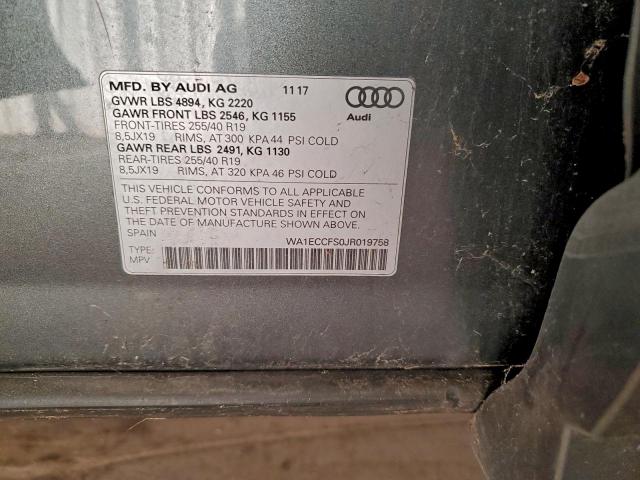 MFD. BY AUDI AG 11 17
GVWR LBS 4894, KG 2220
GAWR FRONT LBS 2546, KG 1155
FRONT-TIRES 255/40 R19
8,5JX19 RIMS, AT 300 KPA 44 PSI COLD
GAWR REAR LBS 2491, KG 1130
REAR-TIRES 255/40 R19
8,5JX19 RIMS, AT 320 KPA 46 PSI COLD
Audi
THIS VEHICLE CONFORMS TO ALL APPLICABLE
U.S. FEDERAL MOTOR VEHICLE SAFETY AND
THEFT PREVENTION STANDARDS IN EFFECT ON
THE DATE OF MANUFACTURE SHOWN ABOVE.
SPAIN
WA1ECCFS0JR019758
TYPE:
MPV